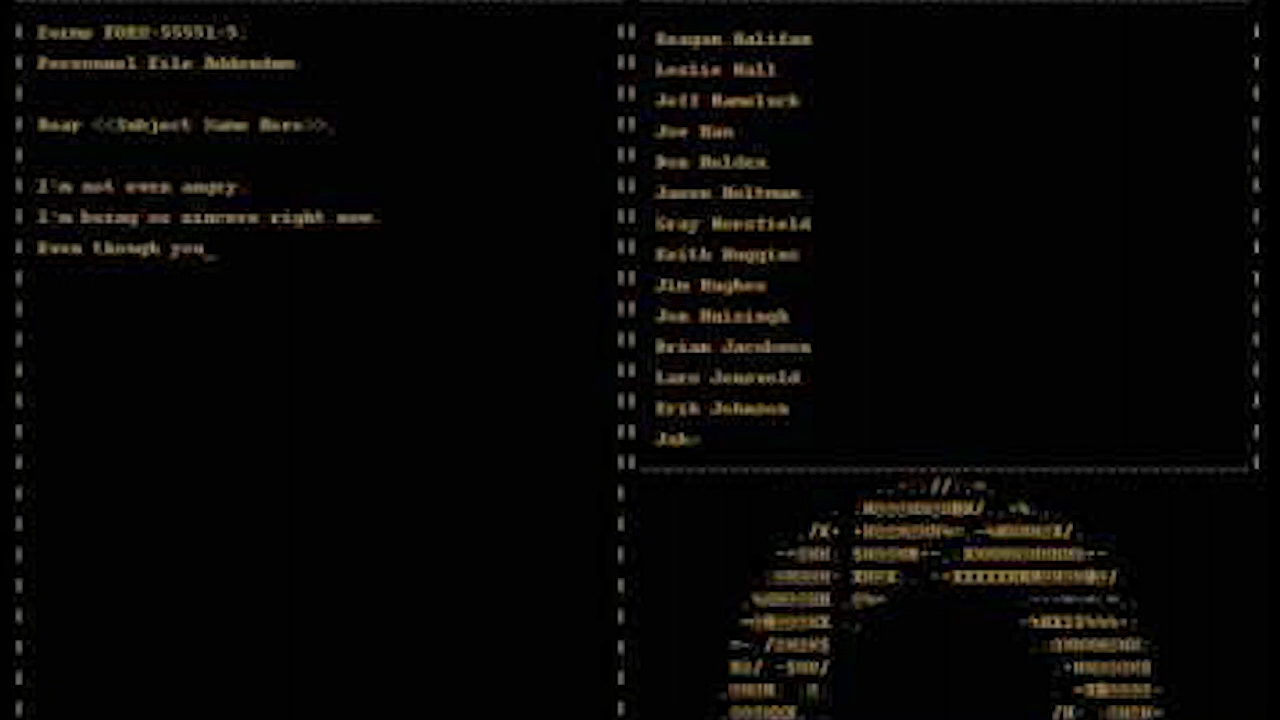 Forms FORM-55551-5:
Personnel File Addendum
Dear <<Subject Name Here>>,
I'm not even angry.
I'm being so sincere right now.
Even though you_
Reagan Halifax
Leslie Hall
Jeff Hameluck
Joe Han
Don Holden
Jason Holtman
Gray Horsfield
Keith Huggins
Jim Hughes
Jon Huisingh
Brian Jacobson
Lars Jensvold
Erik Johnson
Jak